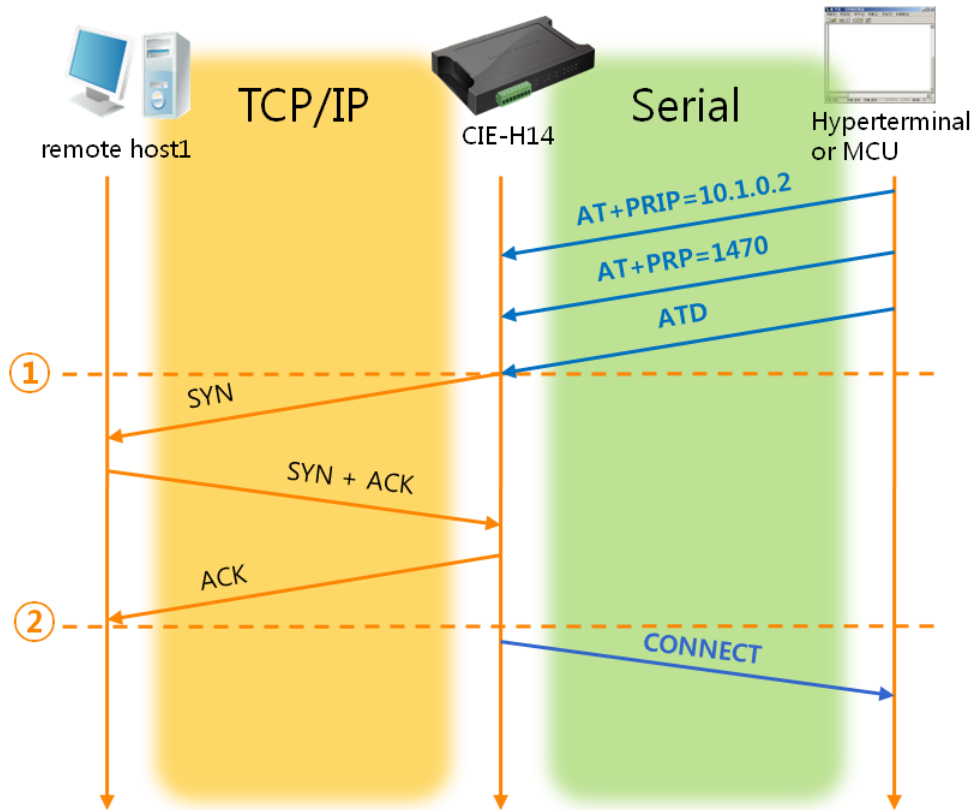 TCP/IP
Serial
remote host1
CIE-H14
Hyperterminal
or MCU
AT+PRIP=10.1.0.2
AT+PRP=1470
ATD
①
SYN
SYN + ACK
ACK
②
CONNECT